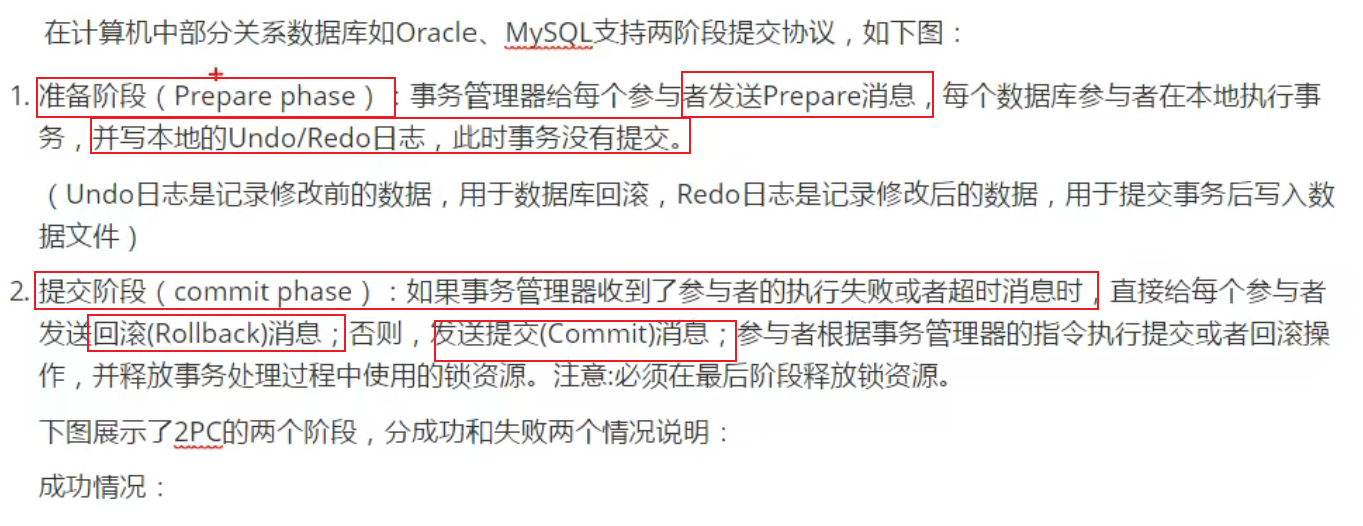 在计算机中部分关系数据库如Oracle、MySQL支持两阶段提交协议，如下图：
1. 准备阶段（Prepare phase）：事务管理器给每个参与者发送Prepare消息，每个数据库参与者在本地执行事
务，并写本地的Undo/Redo日志，此时事务没有提交。
（Undo日志是记录修改前的数据，用于数据库回滚，Redo日志是记录修改后的数据，用于提交事务后写入数
据文件）
2. 提交阶段（commit phase）：如果事务管理器收到了参与者的执行失败或者超时消息时，直接给每个参与者
发送回滚(Rollback)消息；否则，发送提交(Commit)消息；参与者根据事务管理器的指令执行提交或者回滚操
作，并释放事务处理过程中使用的锁资源。注意:必须在最后阶段释放锁资源。
下图展示了2PC的两个阶段，分成功和失败两个情况说明：
成功情况：